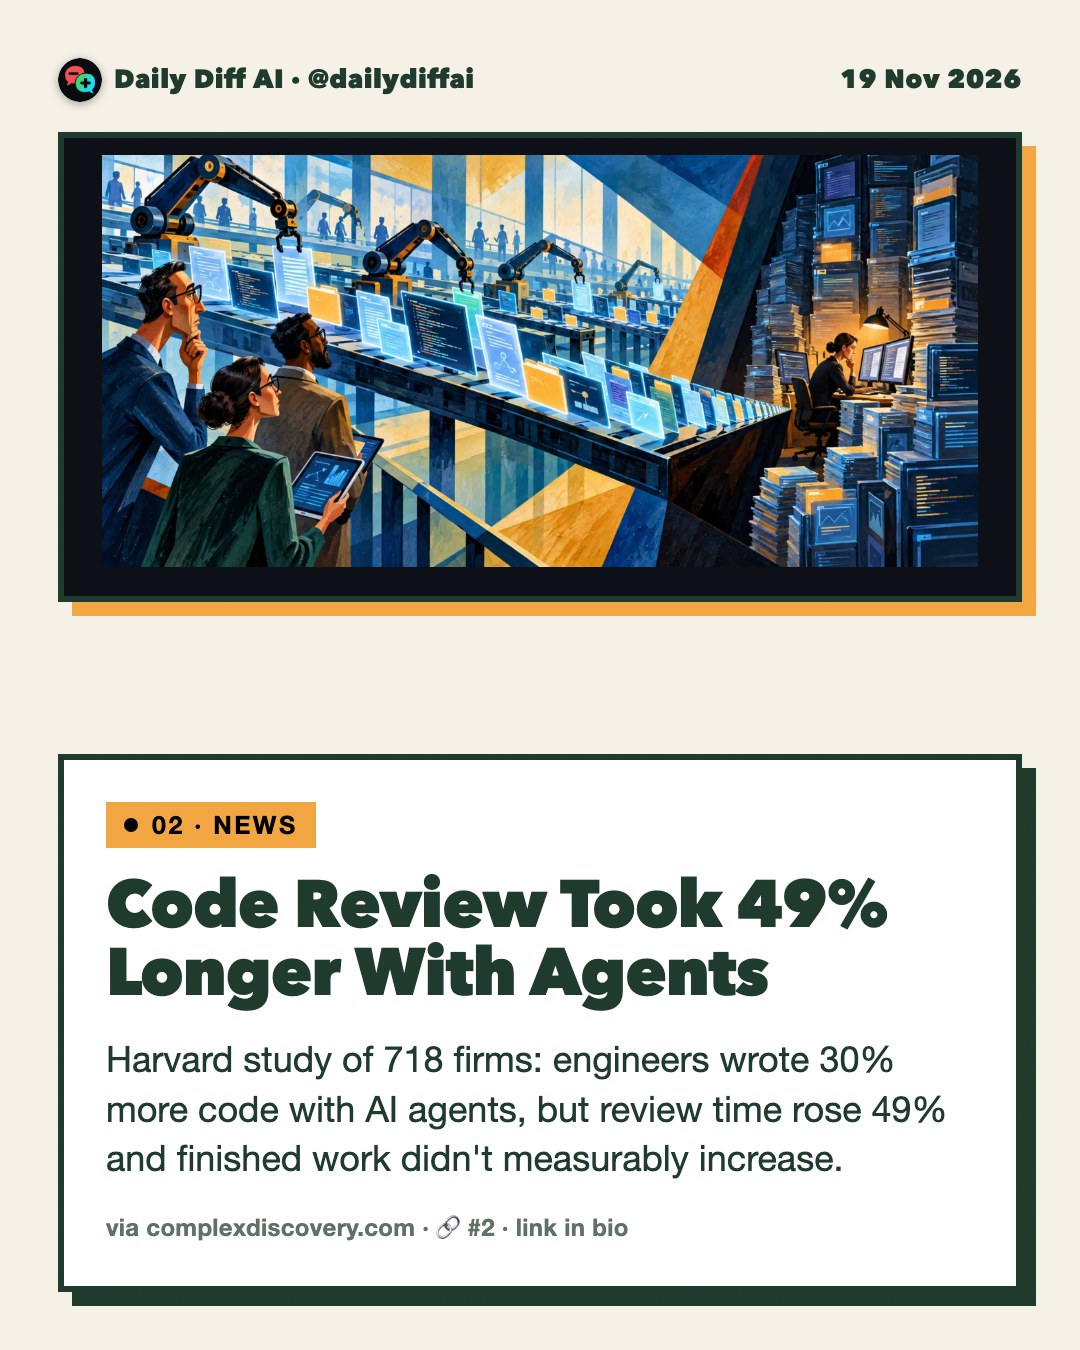 Daily Diff AI · @dailydiffai
19 Nov 2026
02 · NEWS
Code Review Took 49%
Longer With Agents
Harvard study of 718 firms: engineers wrote 30%
more code with AI agents, but review time rose 49%
and finished work didn't measurably increase.
via complexdiscovery.com · 🔗 #2 · link in bio